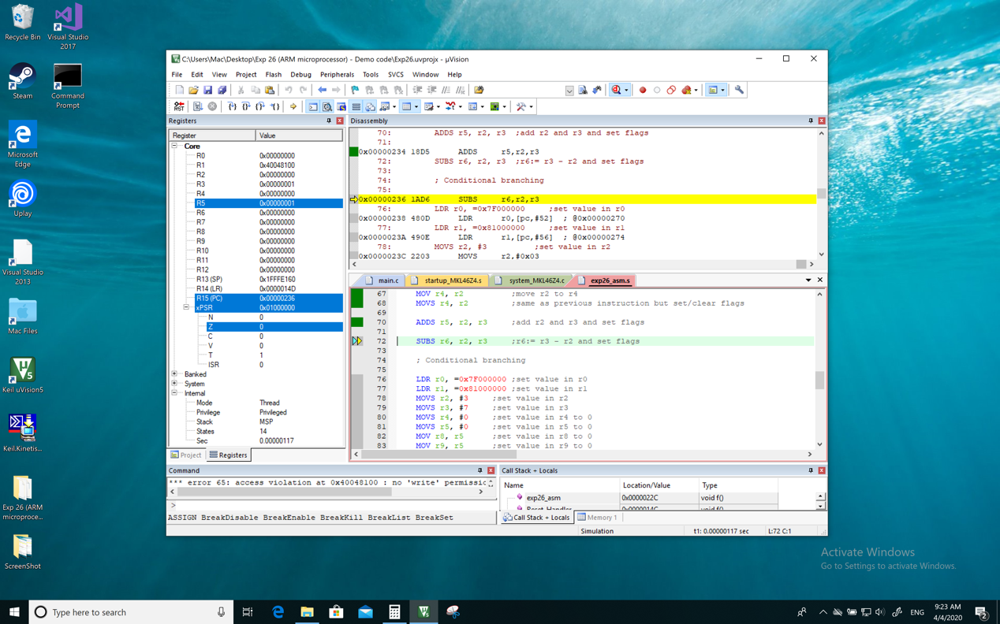 Recycle Bin
Visual Studio
2017
Steam
Command
Prompt
Microsoft
Edge
Uplay
Visual Studio
2013
Mac Files
Keil uVision5
Keil.Kinetis...
Exp 26 (ARM
microproce...
ScreenShot
C:\Users\Mac\Desktop\Exp 26 (ARM microprocessor) - Demo code\Exp26.uvprojx - µVision
File Edit View Project Flash Debug Peripherals Tools SVCS Window Help
Registers
Register Value
Core
R0 0x00000000
R1 0x40048100
R2 0x00000000
R3 0x00000001
R4 0x00000000
R5 0x00000001
R6 0x00000000
R7 0x00000000
R8 0x00000000
R9 0x00000000
R10 0x00000000
R11 0x00000000
R12 0x00000000
R13 (SP) 0x1FFFE160
R14 (LR) 0x0000014D
R15 (PC) 0x00000236
xPSR 0x01000000
N 0
Z 0
C 0
V 0
T 1
ISR 0
Banked
System
Internal
Mode Thread
Privilege Privileged
Stack MSP
States 14
Sec 0.00000117
Project Registers
Disassembly
70: ADDS r5, r2, r3 ;add r2 and r3 and set flags
71:
0x00000234 18D5 ADDS r5,r2,r3
72: SUBS r6, r2, r3 ;r6:= r3 - r2 and set flags
73:
74: ; Conditional branching
75:
0x00000236 1AD6 SUBS r6,r2,r3
76: LDR r0, =0x7F000000 ;set value in r0
0x00000238 480D LDR r0,[pc,#52] ; @0x00000270
77: LDR r1, =0x81000000 ;set value in r1
0x0000023A 490E LDR r1,[pc,#56] ; @0x00000274
78: MOVS r2, #3 ;set value in r2
0x0000023C 2203 MOVS r2,#0x03
main.c startup_MKL46Z4.s system_MKL46Z4.c exp26_asm.s
67 MOV r4, r2 ;move r2 to r4
68 MOVS r4, r2 ;same as previous instruction but set/clear flags
69
70 ADDS r5, r2, r3 ;add r2 and r3 and set flags
71
72 SUBS r6, r2, r3 ;r6:= r3 - r2 and set flags
73
74 ; Conditional branching
75
76 LDR r0, =0x7F000000 ;set value in r0
77 LDR r1, =0x81000000 ;set value in r1
78 MOVS r2, #3 ;set value in r2
79 MOVS r3, #7 ;set value in r3
80 MOVS r4, #0 ;set value in r4 to 0
81 MOVS r5, #0 ;set value in r5 to 0
82 MOV r8, r5 ;set value in r8 to 0
83 MOV r9, r5 ;set value in r9 to 0
Command
*** error 65: access violation at 0x40048100 : no 'write' permissic
>
ASSIGN BreakDisable BreakEnable BreakKill BreakList BreakSet
Call Stack + Locals
Name Location/Value Type
exp26_asm 0x0000022C void f()
Reset_Handler 0x0000014C void f()
Call Stack + Locals Memory 1
Simulation t1: 0.00000117 sec L:72 C:1
Activate Windows
Go to Settings to activate Windows.
Type here to search
ENG
9:23 AM
4/4/2020
2